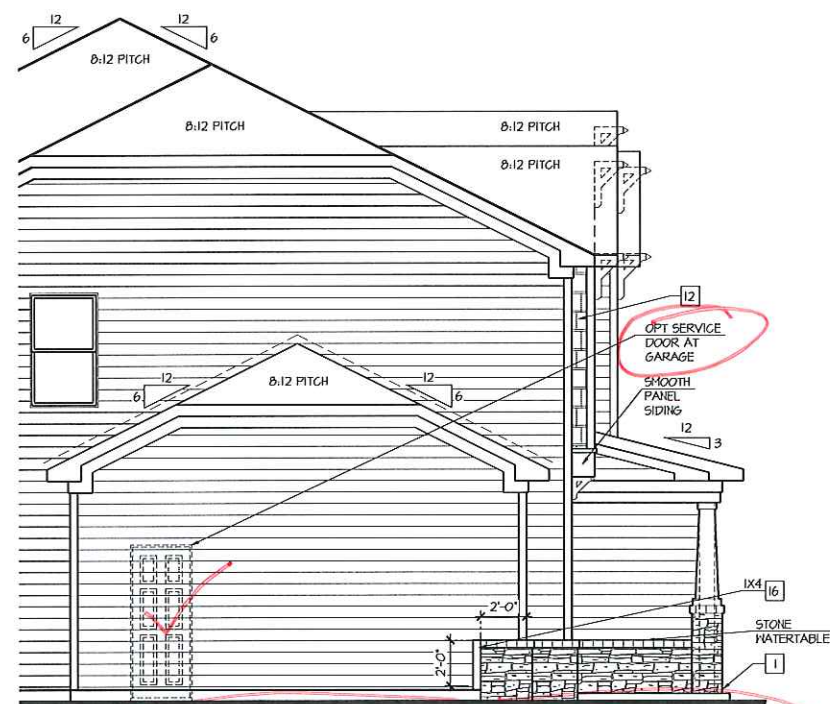 12
6
12
6
8:12 PITCH
8:12 PITCH
8:12 PITCH
8:12 PITCH
12
OPT SERVICE
DOOR AT
GARAGE
SMOOTH
PANEL
SIDING
12
3
12
6
8:12 PITCH
12
6
2'-0"
1X4 16
STONE
WATERTABLE
2'-0"
1